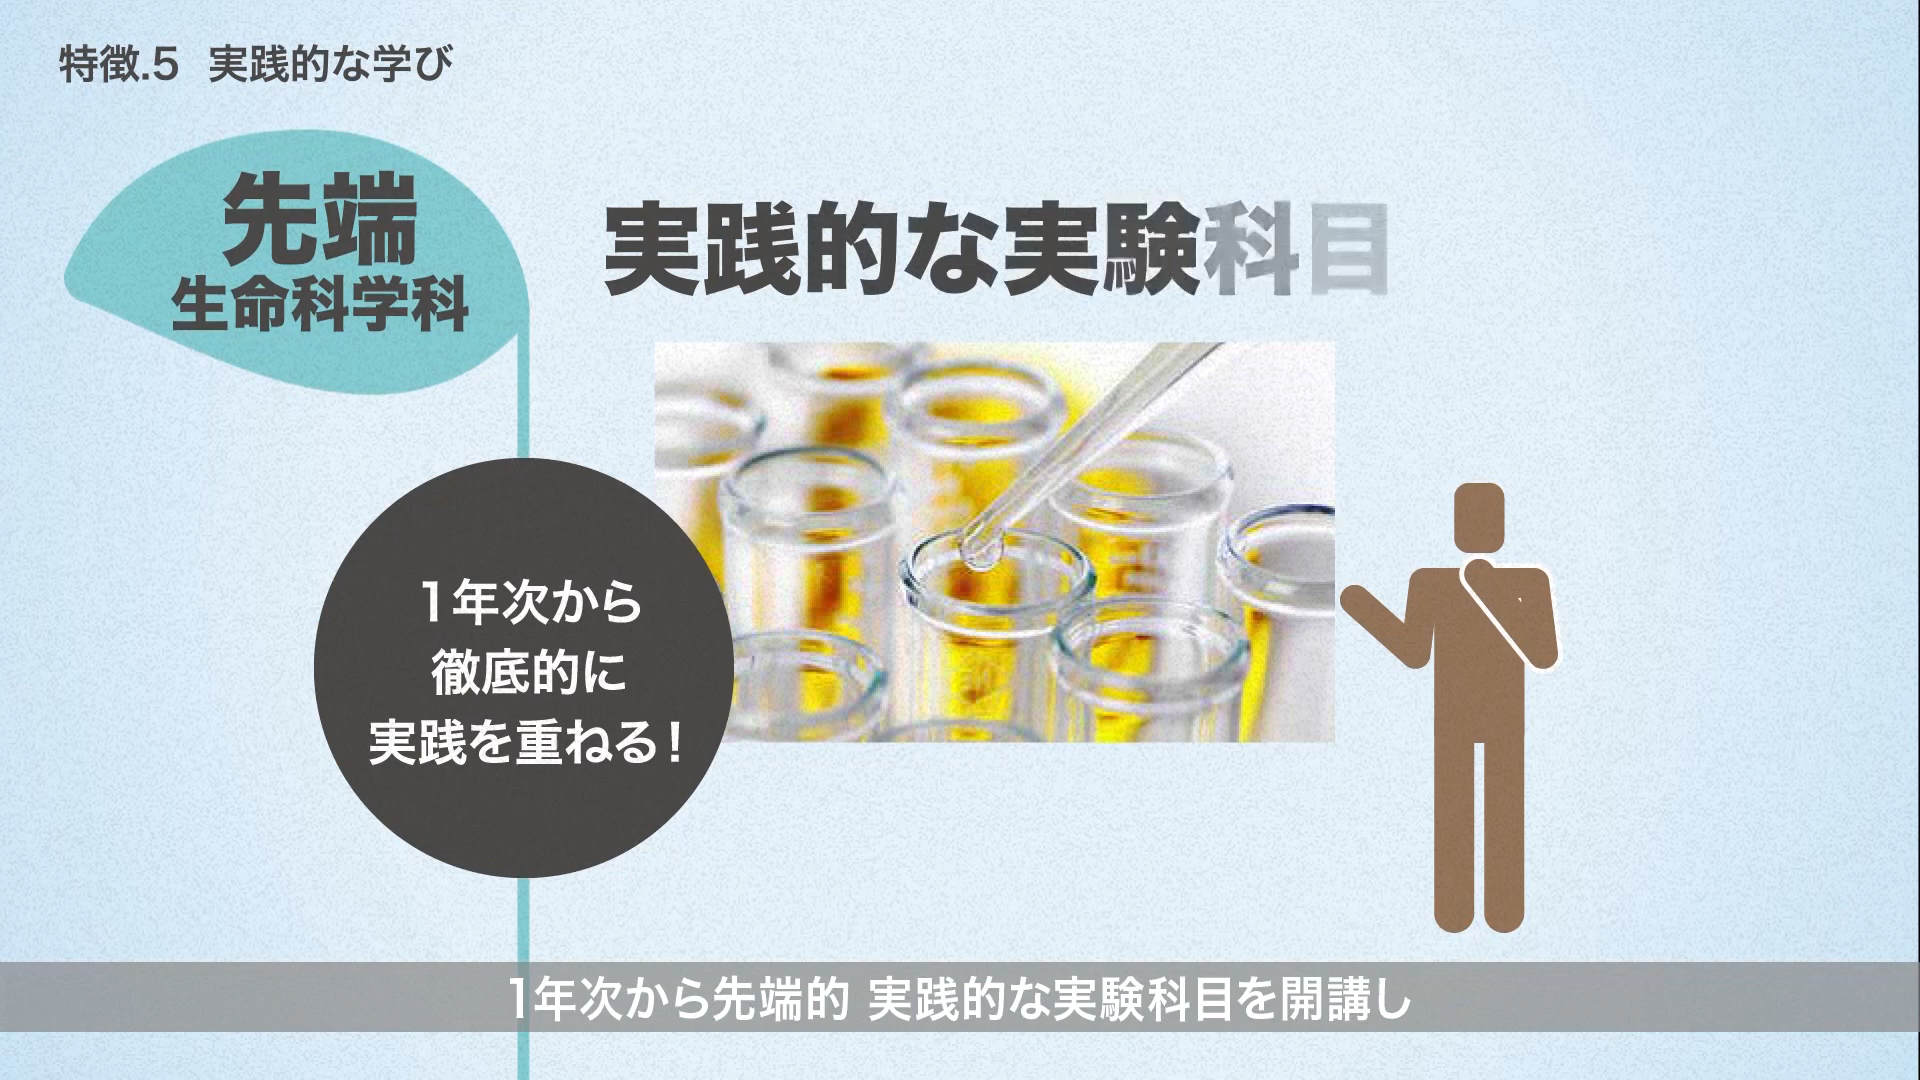 特徴.5 実践的な学び
先端
生命科学科
実践的な実験科目
1年次から
徹底的に
実践を重ねる!
1年次から先端的 実践的な実験科目を開講し